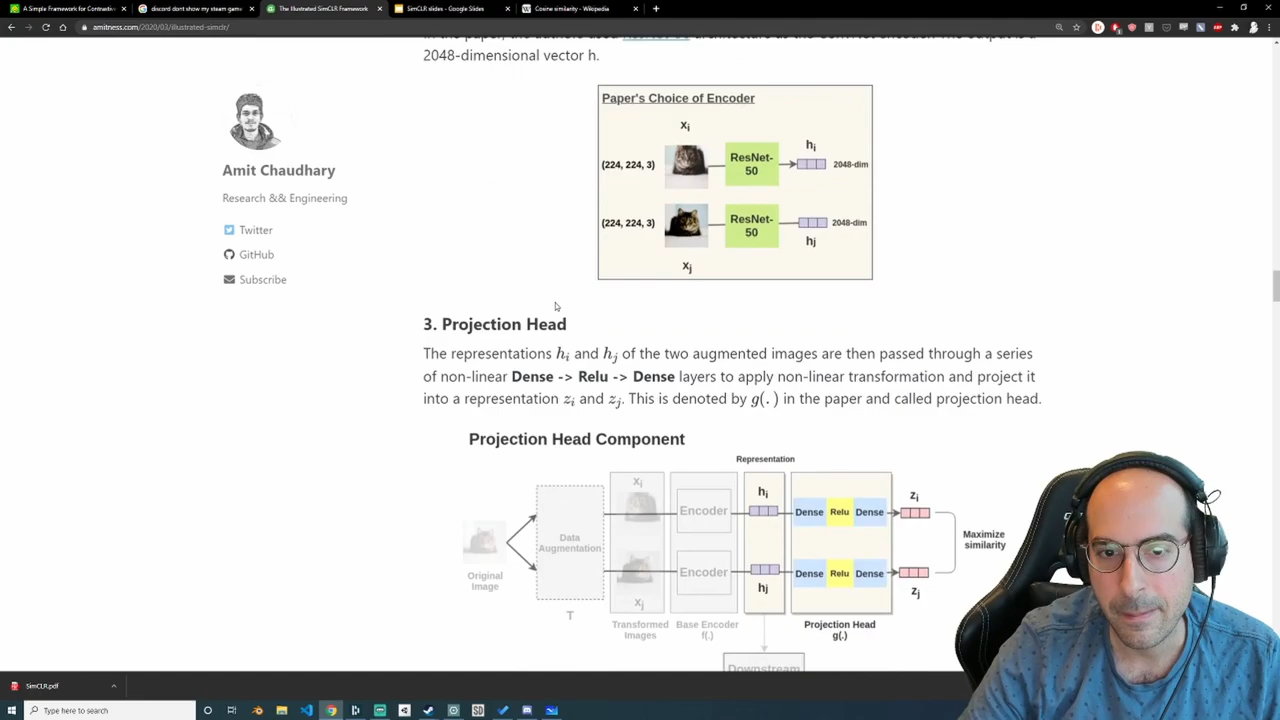 A Simple Framework for Contrastiv
discord dont show my steam game
The Illustrated SimCLR Framework
SimCLR slides - Google Slides
Cosine similarity - Wikipedia
amitness.com/2020/03/illustrated-simclr/
2048-dimensional vector h.
Paper's Choice of Encoder
xi
(224, 224, 3)
ResNet-
50
hi
2048-dim
(224, 224, 3)
ResNet-
50
2048-dim
hj
xj
Amit Chaudhary
Research && Engineering
Twitter
GitHub
Subscribe
3. Projection Head
The representations hi and hj of the two augmented images are then passed through a series
of non-linear Dense -> Relu -> Dense layers to apply non-linear transformation and project it
into a representation zi and zj. This is denoted by g(.) in the paper and called projection head.
Projection Head Component
Representation
xi
hi
zi
Encoder
Dense Relu Dense
Data
Augmentation
Maximize
similarity
Encoder
Dense Relu Dense
Original
Image
xj
hj
zj
T
Transformed
Images
Base Encoder
f(.)
Projection Head
g(.)
Downstream
SimCLR.pdf
Type here to search